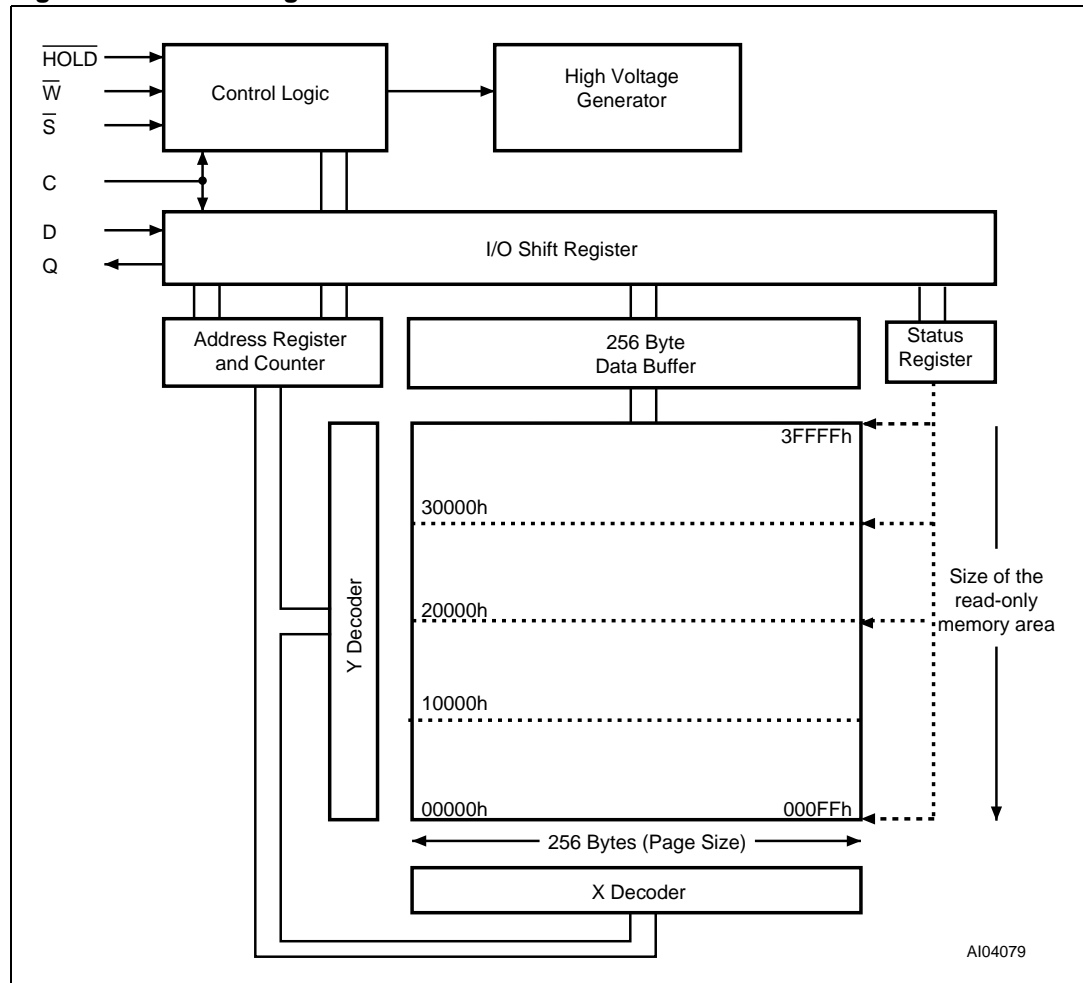 HOLD
W
S
C
D
Q
Control Logic
High Voltage
Generator
I/O Shift Register
Address Register
and Counter
256 Byte
Data Buffer
Status
Register
3FFFFh
30000h
20000h
10000h
00000h
000FFh
Y Decoder
Size of the
read-only
memory area
256 Bytes (Page Size)
X Decoder
AI04079